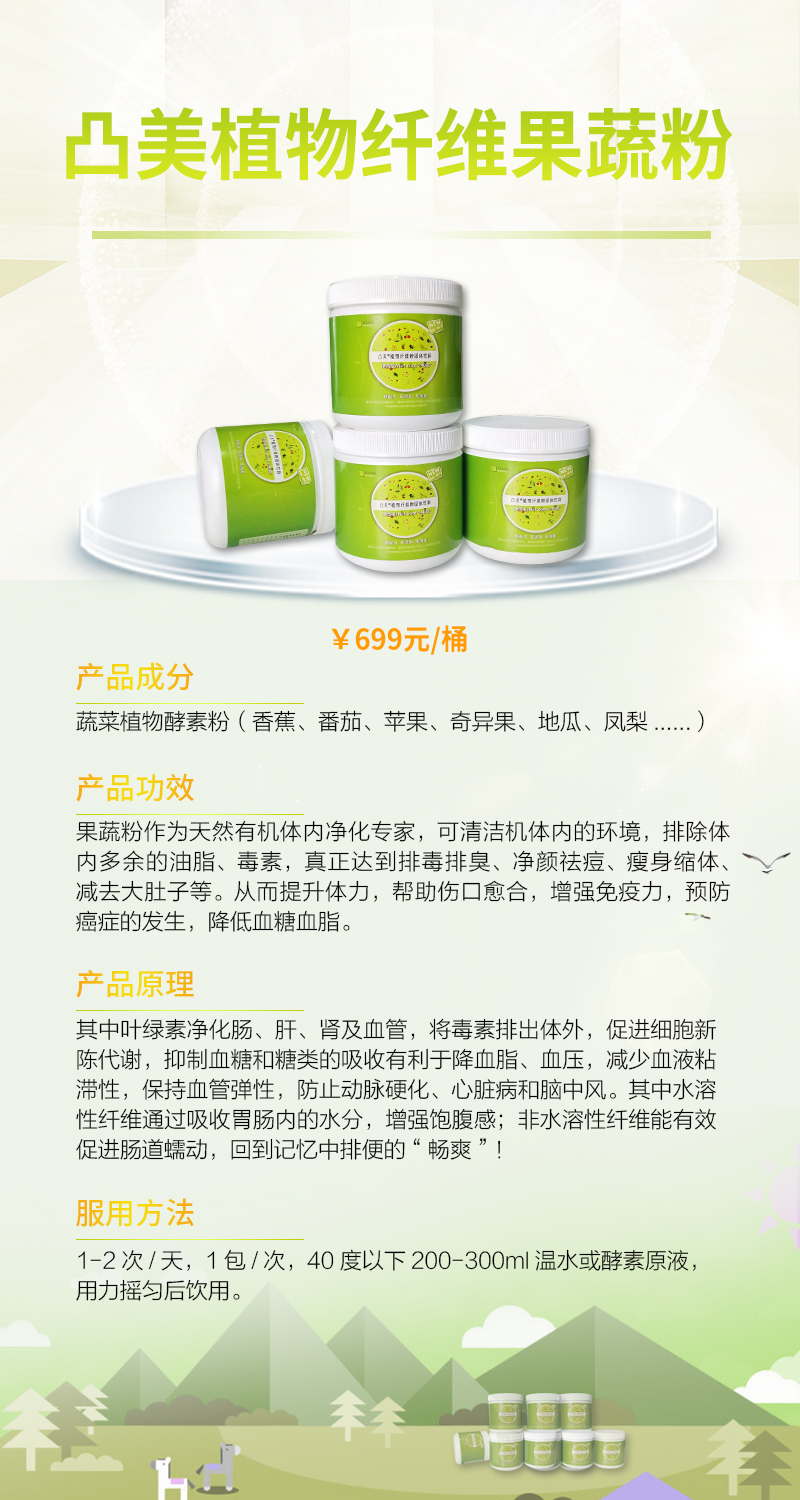 凸美植物纤维果蔬粉
￥699元/桶
产品成分
蔬菜植物酵素粉（香蕉、番茄、苹果、奇异果、地瓜、凤梨 ......）
产品功效
果蔬粉作为天然有机体内净化专家，可清洁机体内的环境，排除体
内多余的油脂、毒素，真正达到排毒排臭、净颜祛痘、瘦身缩体、
减去大肚子等。从而提升体力，帮助伤口愈合，增强免疫力，预防
癌症的发生，降低血糖血脂。
产品原理
其中叶绿素净化肠、肝、肾及血管，将毒素排出体外，促进细胞新
陈代谢，抑制血糖和糖类的吸收有利于降血脂、血压，减少血液粘
滞性，保持血管弹性，防止动脉硬化、心脏病和脑中风。其中水溶
性纤维通过吸收胃肠内的水分，增强饱腹感；非水溶性纤维能有效
促进肠道蠕动，回到记忆中排便的“ 畅爽 ”！
服用方法
1-2 次 / 天，1 包 / 次，40 度以下 200-300ml 温水或酵素原液，
用力摇匀后饮用。